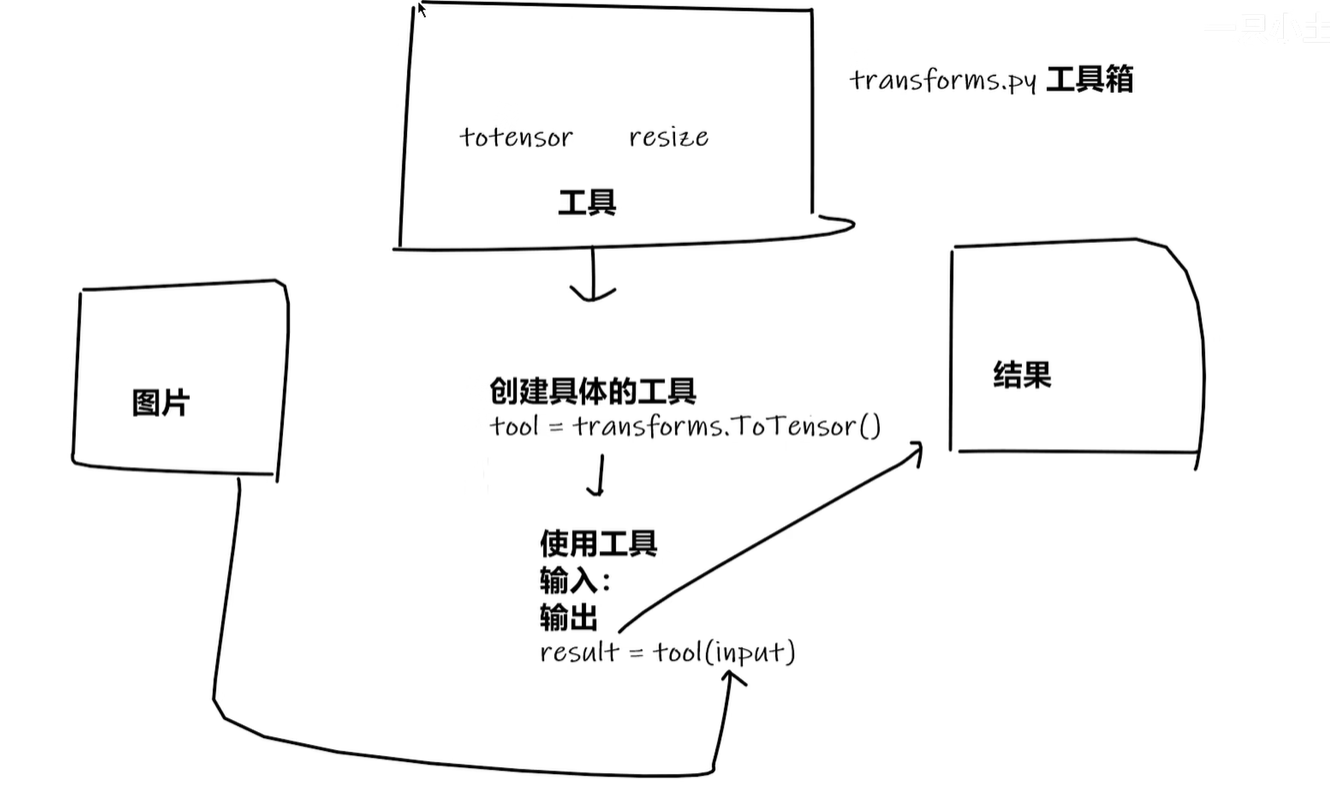 transforms.py 工具箱
totensor resize
工具
图片
创建具体的工具
tool = transforms.ToTensor()
结果
使用工具
输入：
输出
result = tool(input)